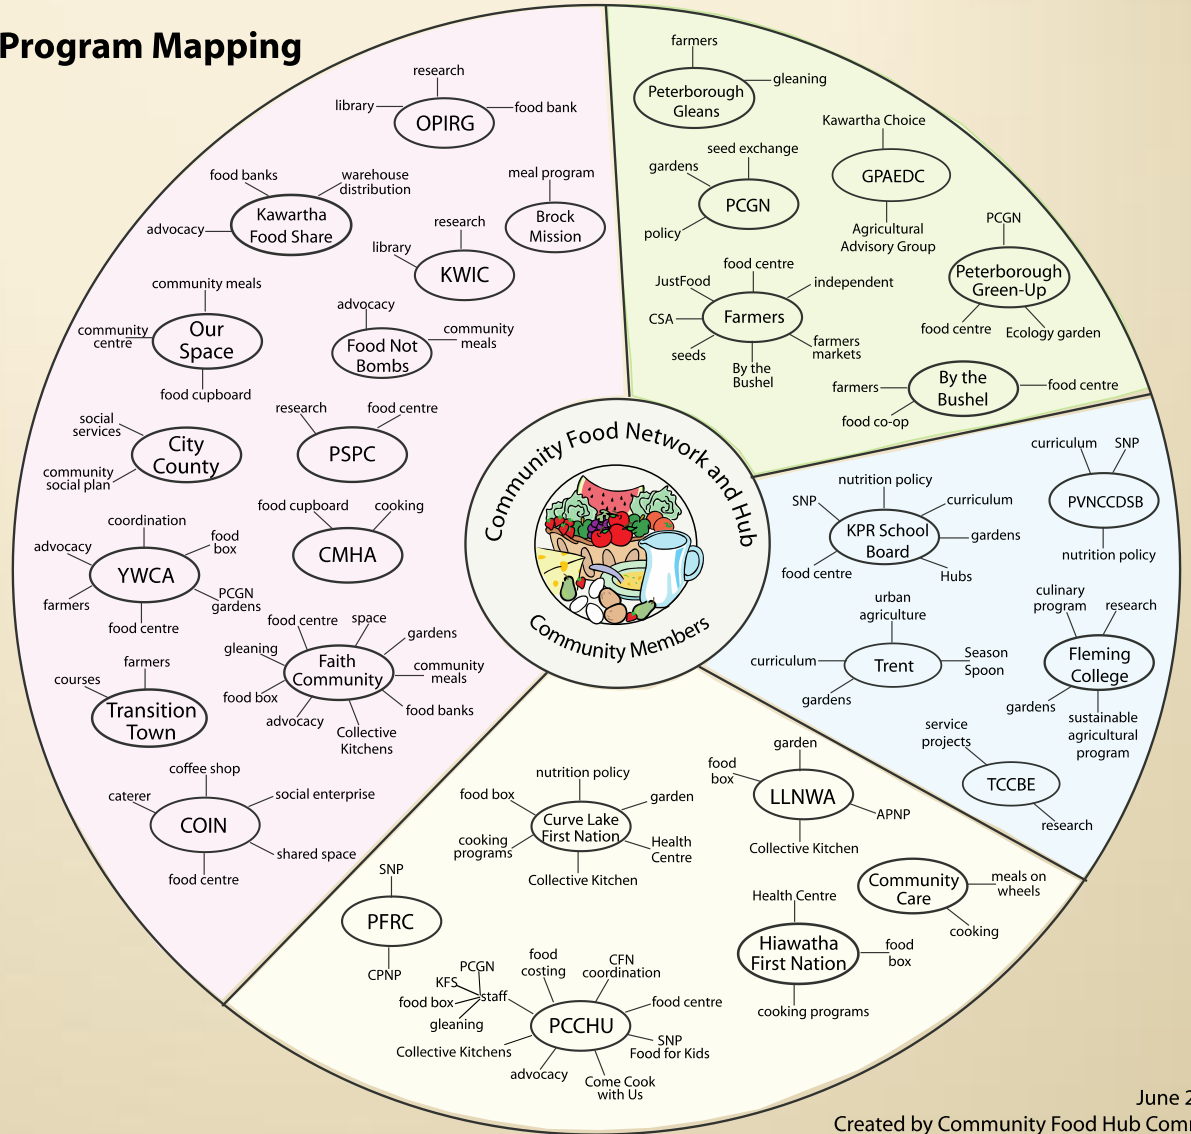 Program Mapping
research
library
food bank
OPIRG
food banks
warehouse
distribution
advocacy
Kawartha
Food Share
meal program
Brock
Mission
research
library
KWIC
community meals
community
centre
Our
Space
food cupboard
advocacy
community
meals
Food Not
Bombs
social
services
community
social plan
City
County
research
food centre
PSPC
food cupboard
cooking
CMHA
coordination
advocacy
food
box
YWCA
farmers
PCGN
gardens
food centre
food centre
space
gardens
gleaning
Faith
Community
community
meals
food box
advocacy
Collective
Kitchens
food banks
farmers
courses
Transition
Town
coffee shop
caterer
social enterprise
COIN
shared space
food centre
farmers
gleaning
Peterborough
Gleans
Kawartha Choice
GPAEDC
Agricultural
Advisory Group
seed exchange
gardens
PCGN
policy
PCGN
Peterborough
Green-Up
food centre
Ecology garden
food centre
JustFood
independent
CSA
Farmers
seeds
By the
Bushel
farmers
markets
farmers
By the
Bushel
food centre
food co-op
Community Food Network and Hub
Community Members
curriculum
SNP
PVNCCDSB
nutrition policy
nutrition policy
SNP
curriculum
KPR School
Board
gardens
food centre
Hubs
urban
agriculture
curriculum
Trent
Season
Spoon
gardens
culinary
program
research
Fleming
College
gardens
sustainable
agricultural
program
service
projects
TCCBE
research
nutrition policy
food box
garden
Curve Lake
First Nation
cooking
programs
Health
Centre
Collective Kitchen
garden
food
box
LLNWA
APNP
Collective Kitchen
Community
Care
meals on
wheels
cooking
Health Centre
Hiawatha
First Nation
food
box
cooking programs
SNP
PFRC
CPNP
food
costing
CFN
coordination
PCGN
KFS
staff
food box
gleaning
PCCHU
food centre
SNP
Food for Kids
Collective Kitchens
advocacy
Come Cook
with Us
June 2
Created by Community Food Hub Com